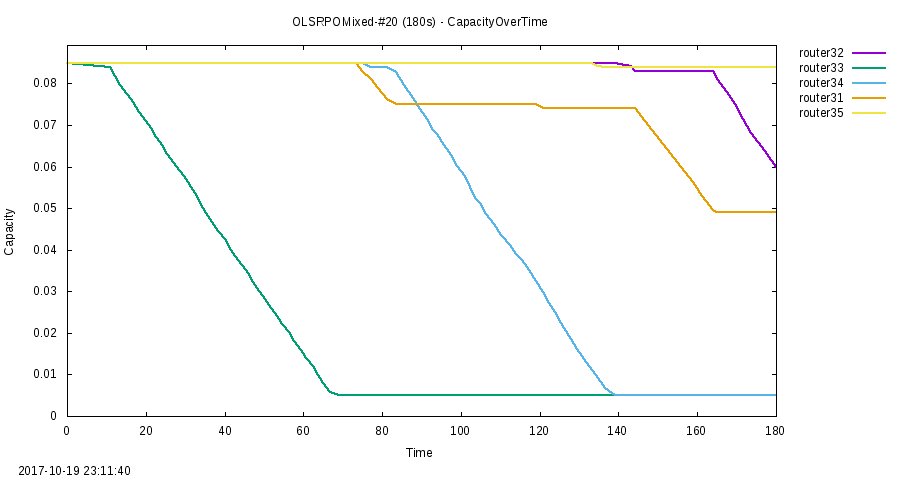 OLSRPOMixed-#20 (180s) - CapacityOverTime
router32
router33
router34
router31
router35
0.08
0.07
0.06
0.05
0.04
0.03
0.02
0.01
0
Capacity
0 20 40 60 80 100 120 140 160 180
Time
2017-10-19 23:11:40